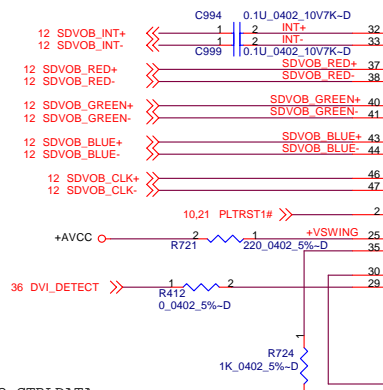 C994 0.1U_0402_10V7K~D
12 SDVOB_INT+ 1 2 INT+ 32
12 SDVOB_INT- 1 2 INT- 33
C999 0.1U_0402_10V7K~D
12 SDVOB_RED+ SDVOB_RED+ 37
12 SDVOB_RED- SDVOB_RED- 38
12 SDVOB_GREEN+ SDVOB_GREEN+ 40
12 SDVOB_GREEN- SDVOB_GREEN- 41
12 SDVOB_BLUE+ SDVOB_BLUE+ 43
12 SDVOB_BLUE- SDVOB_BLUE- 44
12 SDVOB_CLK+ 46
12 SDVOB_CLK- 47
10,21 PLTRST1# 2
+AVCC 2 1 +VSWING 25
R721 220_0402_5%~D 35
30
36 DVI_DETECT 1 2 29
R412
0_0402_5%~D
1
R724
1K_0402_5%~D